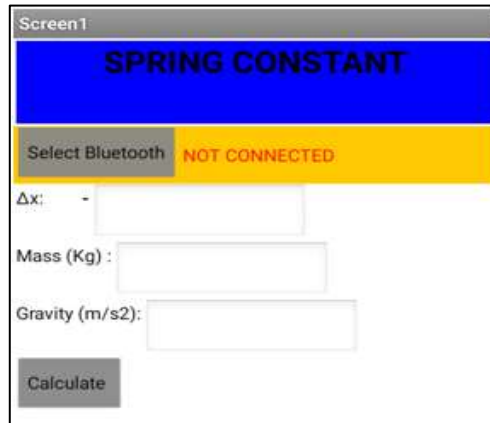 Screen1
SPRING CONSTANT
Select Bluetooth NOT CONNECTED
Δx: -
Mass (Kg) :
Gravity (m/s2):
Calculate